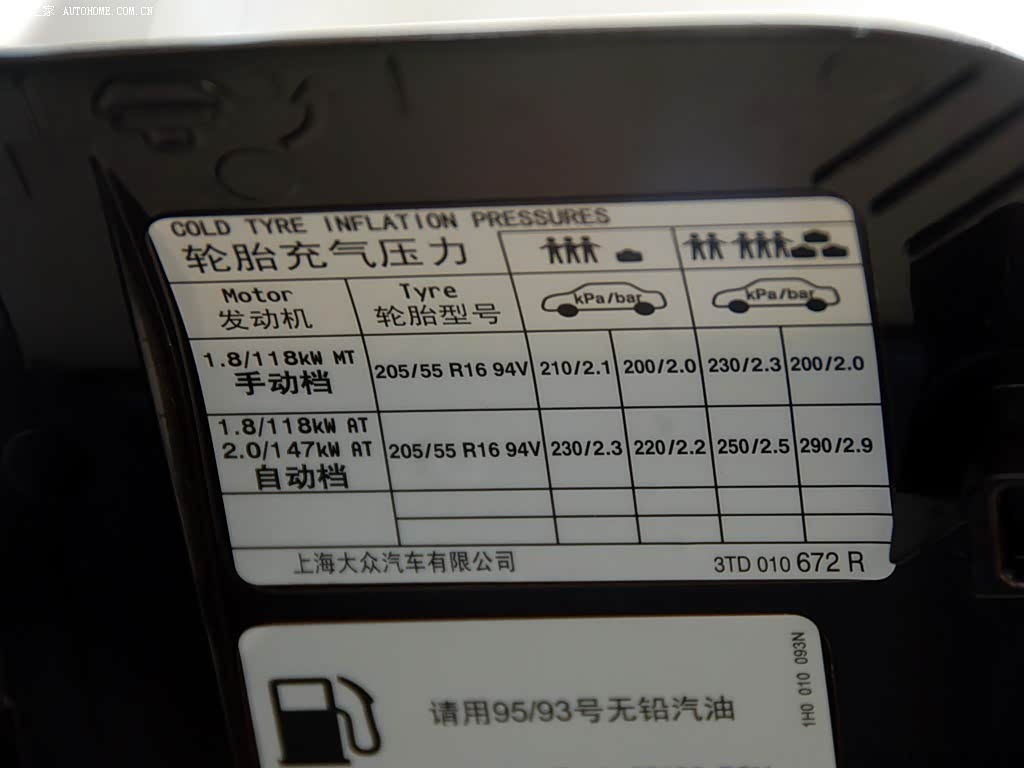 之家 AUTOHOME.COM.CN
COLD TYRE INFLATION PRESSURES
轮胎充气压力
kPa/bar kPa/bar
Motor Tyre
发动机 轮胎型号
1.8/118kW MT
手动档 205/55 R16 94V 210/2.1 200/2.0 230/2.3 200/2.0
1.8/118kW AT
2.0/147kW AT
自动档 205/55 R16 94V 230/2.3 220/2.2 250/2.5 290/2.9
上海大众汽车有限公司 3TD 010 672 R
请用95/93号无铅汽油
1H0 010 093N